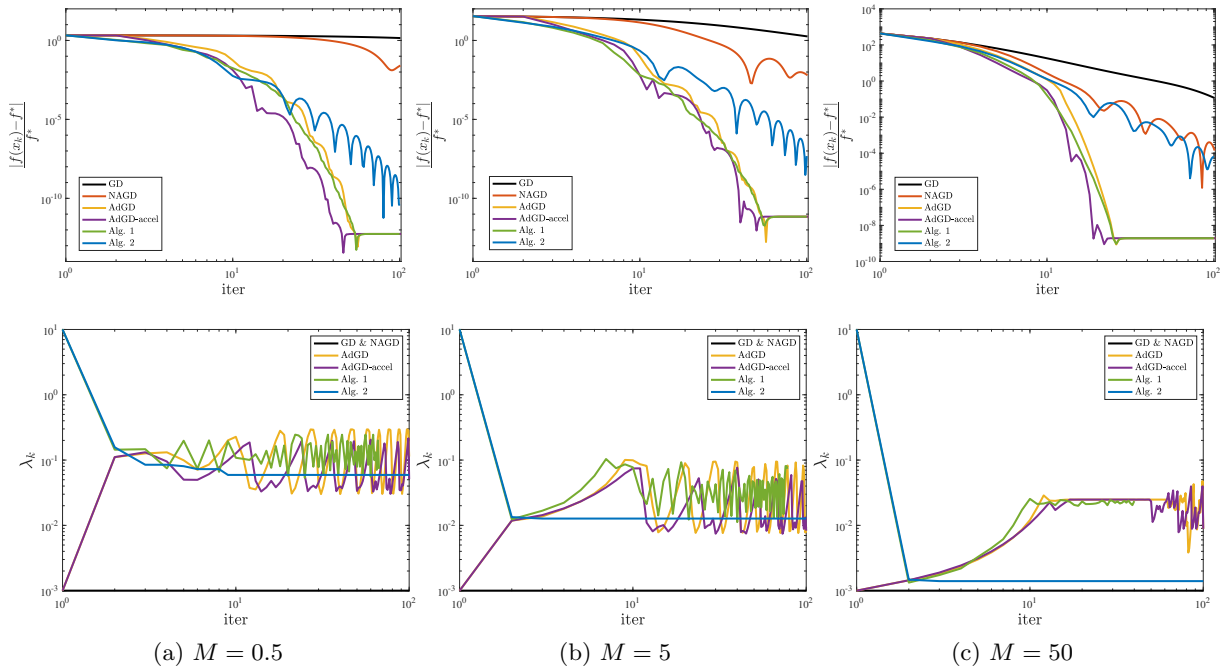 10^0
10^-5
10^-10
|f(x_k)−f*|
f*
GD
NAGD
AdGD
AdGD-accel
Alg. 1
Alg. 2
10^0
10^1
10^2
iter
10^0
10^-5
10^-10
|f(x_k)−f*|
f*
GD
NAGD
AdGD
AdGD-accel
Alg. 1
Alg. 2
10^0
10^1
10^2
iter
10^4
10^2
10^0
10^-2
10^-4
10^-6
10^-8
10^-9
|f(x_k)−f*|
f*
GD
NAGD
AdGD
AdGD-accel
Alg. 1
Alg. 2
10^0
10^1
10^2
iter
10^1
10^0
10^-1
10^-2
10^-3
λ_k
GD & NAGD
AdGD
AdGD-accel
Alg. 1
Alg. 2
10^0
10^1
10^2
iter
10^1
10^0
10^-1
10^-2
10^-3
λ_k
GD & NAGD
AdGD
AdGD-accel
Alg. 1
Alg. 2
10^0
10^1
10^2
iter
10^1
10^0
10^-1
10^-2
10^-3
λ_k
GD & NAGD
AdGD
AdGD-accel
Alg. 1
Alg. 2
10^0
10^1
10^2
iter
(a) M = 0.5
(b) M = 5
(c) M = 50